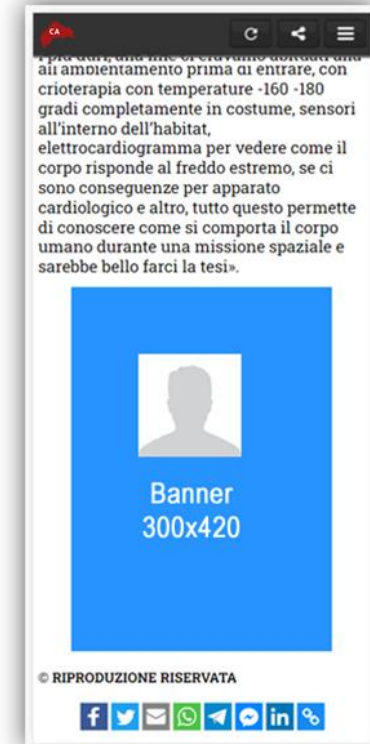 CA
all'ambientamento prima di entrare, con
crioterapia con temperature -160 -180
gradi completamente in costume, sensori
all'interno dell'habitat,
elettrocardiogramma per vedere come il
corpo risponde al freddo estremo, se ci
sono conseguenze per apparato
cardiologico e altro, tutto questo permette
di conoscere come si comporta il corpo
umano durante una missione spaziale e
sarebbe bello farci la tesi».
Banner
300x420
© RIPRODUZIONE RISERVATA